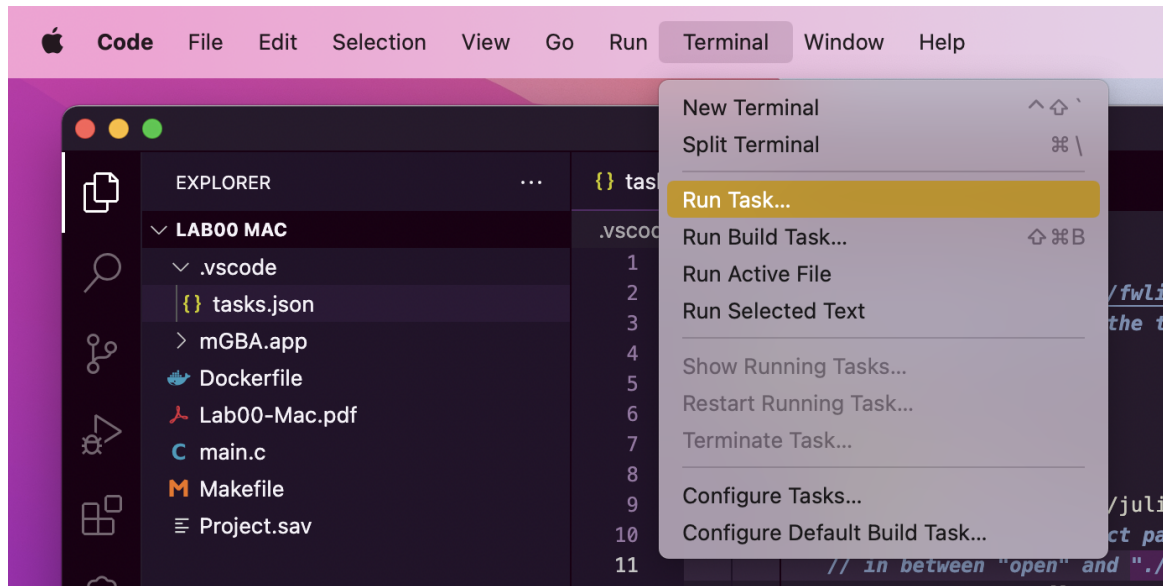 Code File Edit Selection View Go Run Terminal Window Help
New Terminal ^⇧`
Split Terminal ⌘\
Run Task...
Run Build Task... ⇧⌘B
Run Active File
Run Selected Text
Show Running Tasks...
Restart Running Task...
Terminate Task...
Configure Tasks...
Configure Default Build Task...
EXPLORER ...
LAB00 MAC
.vscode
{} tasks.json
mGBA.app
Dockerfile
Lab00-Mac.pdf
C main.c
M Makefile
Project.sav
{}
1
2
3 the
4
5
6
7
8
9
10
11 // in between "open" and "./